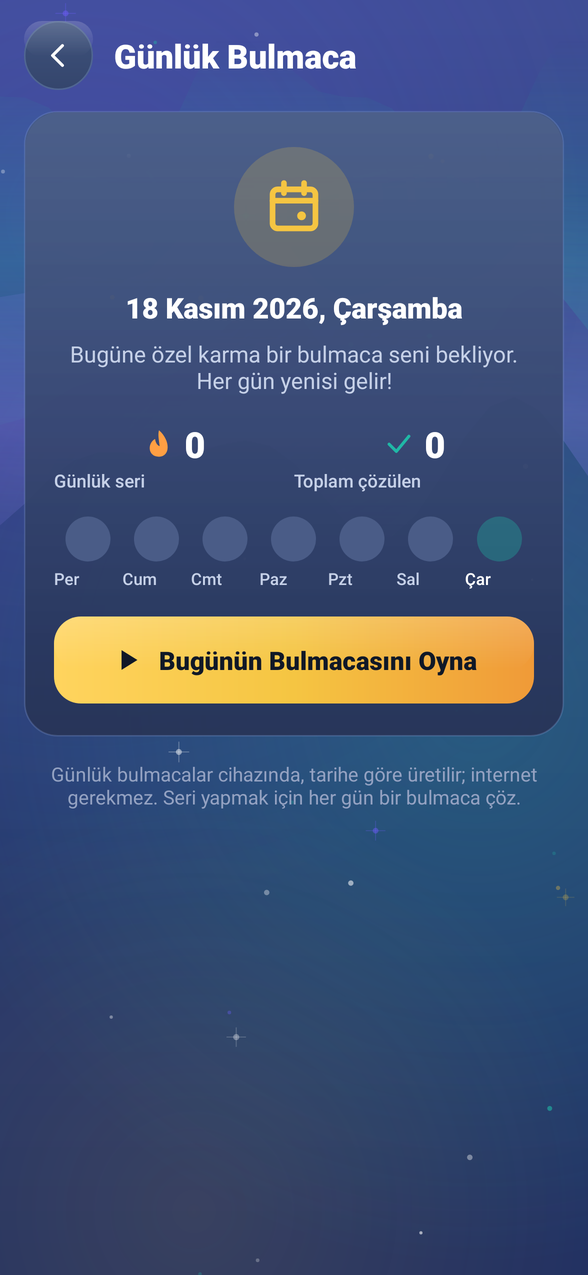 Günlük Bulmaca
18 Kasım 2026, Çarşamba
Bugüne özel karma bir bulmaca seni bekliyor.
Her gün yenisi gelir!
0
0
Günlük seri
Toplam çözülen
Per Cum Cmt Paz Pzt Sal Çar
Bugünün Bulmacasını Oyna
Günlük bulmacalar cihazında, tarihe göre üretilir; internet
gerekmez. Seri yapmak için her gün bir bulmaca çöz.